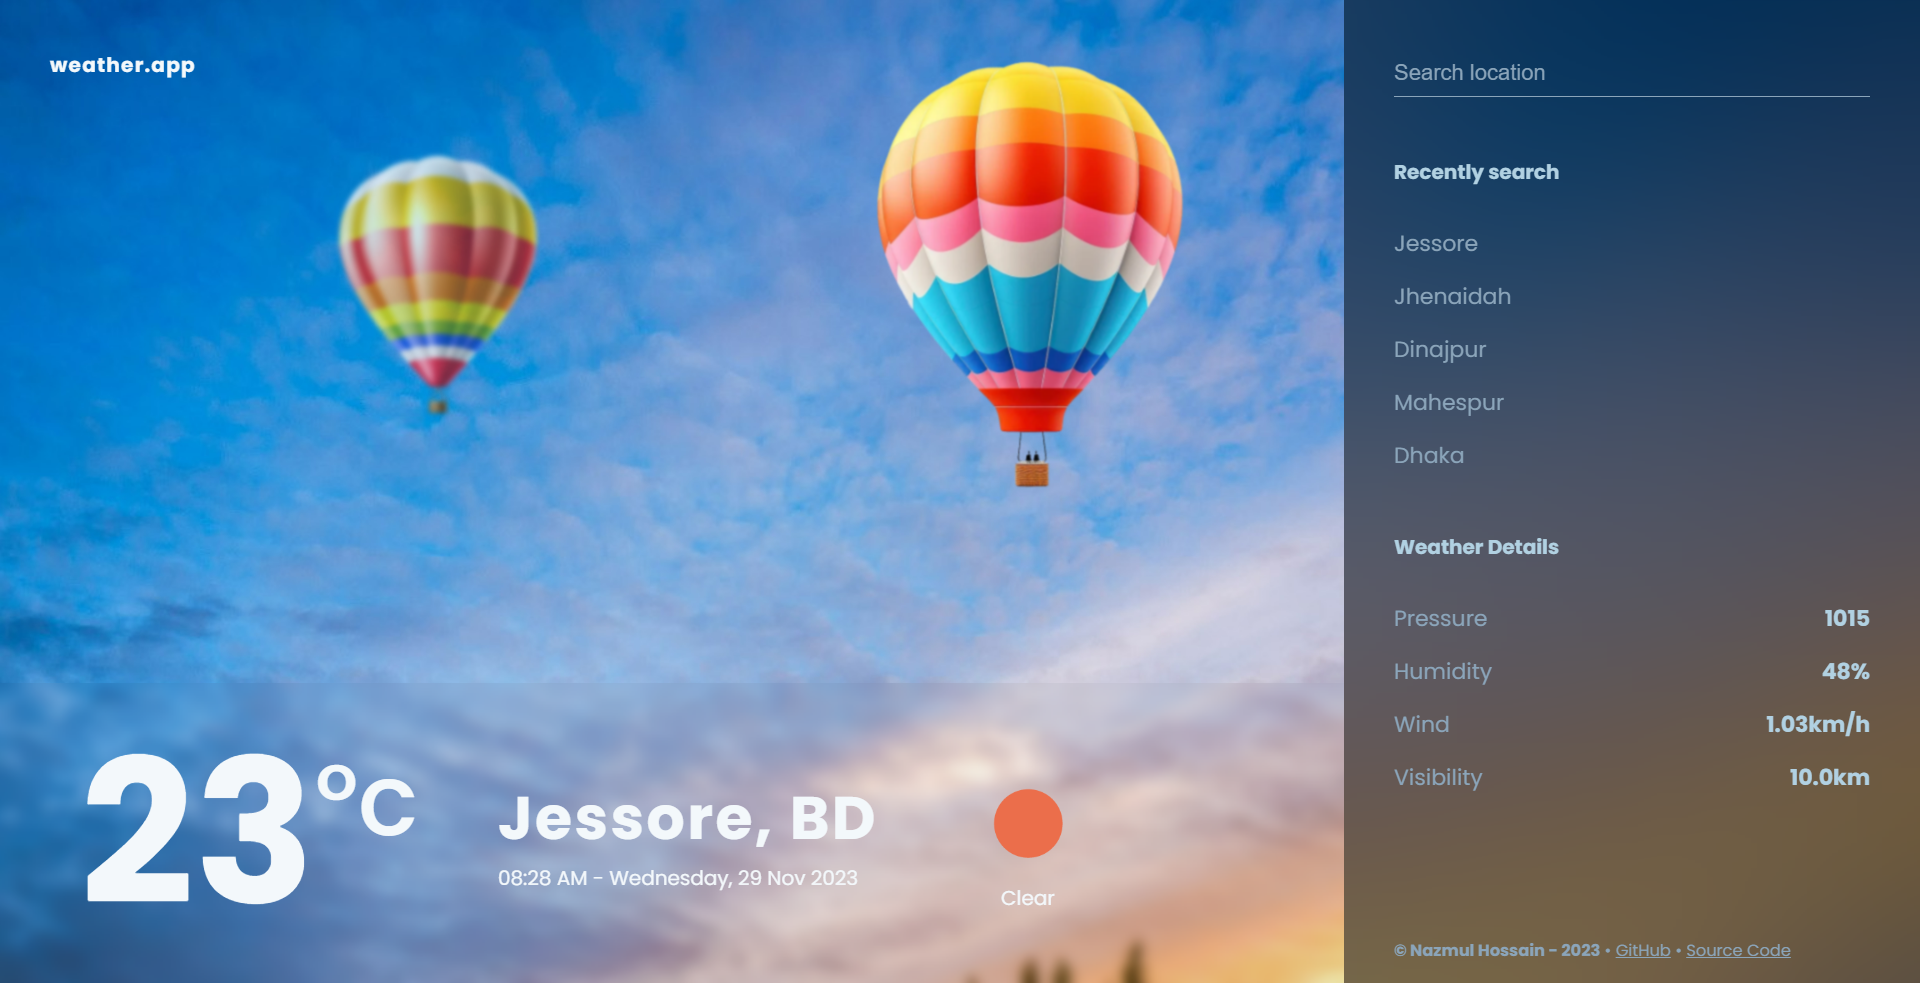 weather.app
23°C
Jessore, BD
08:28 AM - Wednesday, 29 Nov 2023
Clear
Search location
Recently search
Jessore
Jhenaidah
Dinajpur
Mahespur
Dhaka
Weather Details
Pressure 1015
Humidity 48%
Wind 1.03km/h
Visibility 10.0km
© Nazmul Hossain - 2023 • GitHub • Source Code